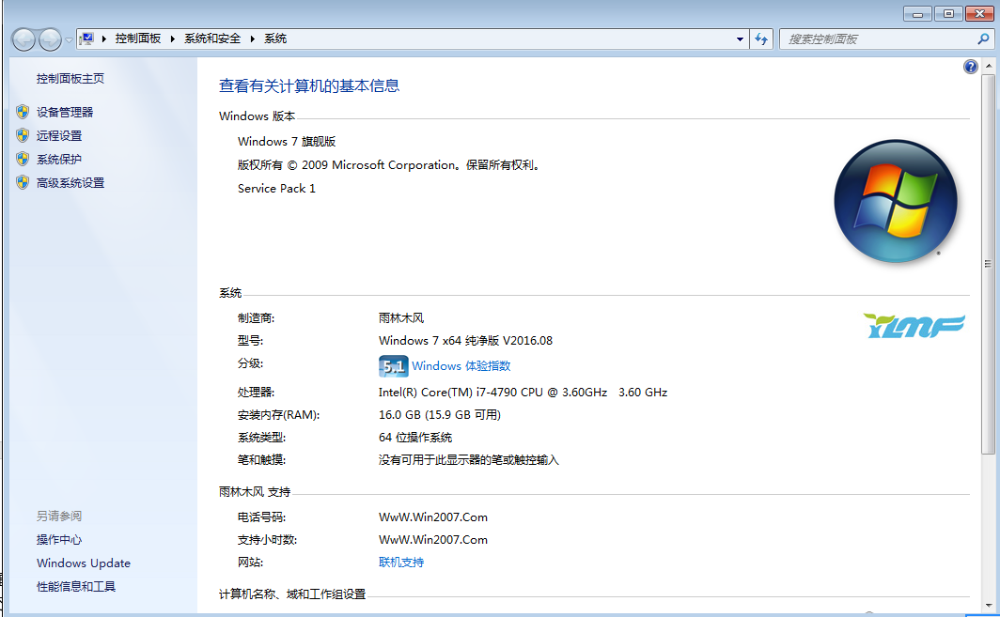 控制面板 系统和安全 系统
搜索控制面板
控制面板主页
设备管理器
远程设置
系统保护
高级系统设置
另请参阅
操作中心
Windows Update
性能信息和工具
查看有关计算机的基本信息
Windows 版本
Windows 7 旗舰版
版权所有 © 2009 Microsoft Corporation。保留所有权利。
Service Pack 1
系统
制造商: 雨林木风
型号: Windows 7 x64 纯净版 V2016.08
分级: 5.1 Windows 体验指数
处理器: Intel(R) Core(TM) i7-4790 CPU @ 3.60GHz 3.60 GHz
安装内存(RAM): 16.0 GB (15.9 GB 可用)
系统类型: 64 位操作系统
笔和触摸: 没有可用于此显示器的笔或触控输入
YLMF
雨林木风 支持
电话号码: WwW.Win2007.Com
支持小时数: WwW.Win2007.Com
网站: 联机支持
计算机名称、域和工作组设置